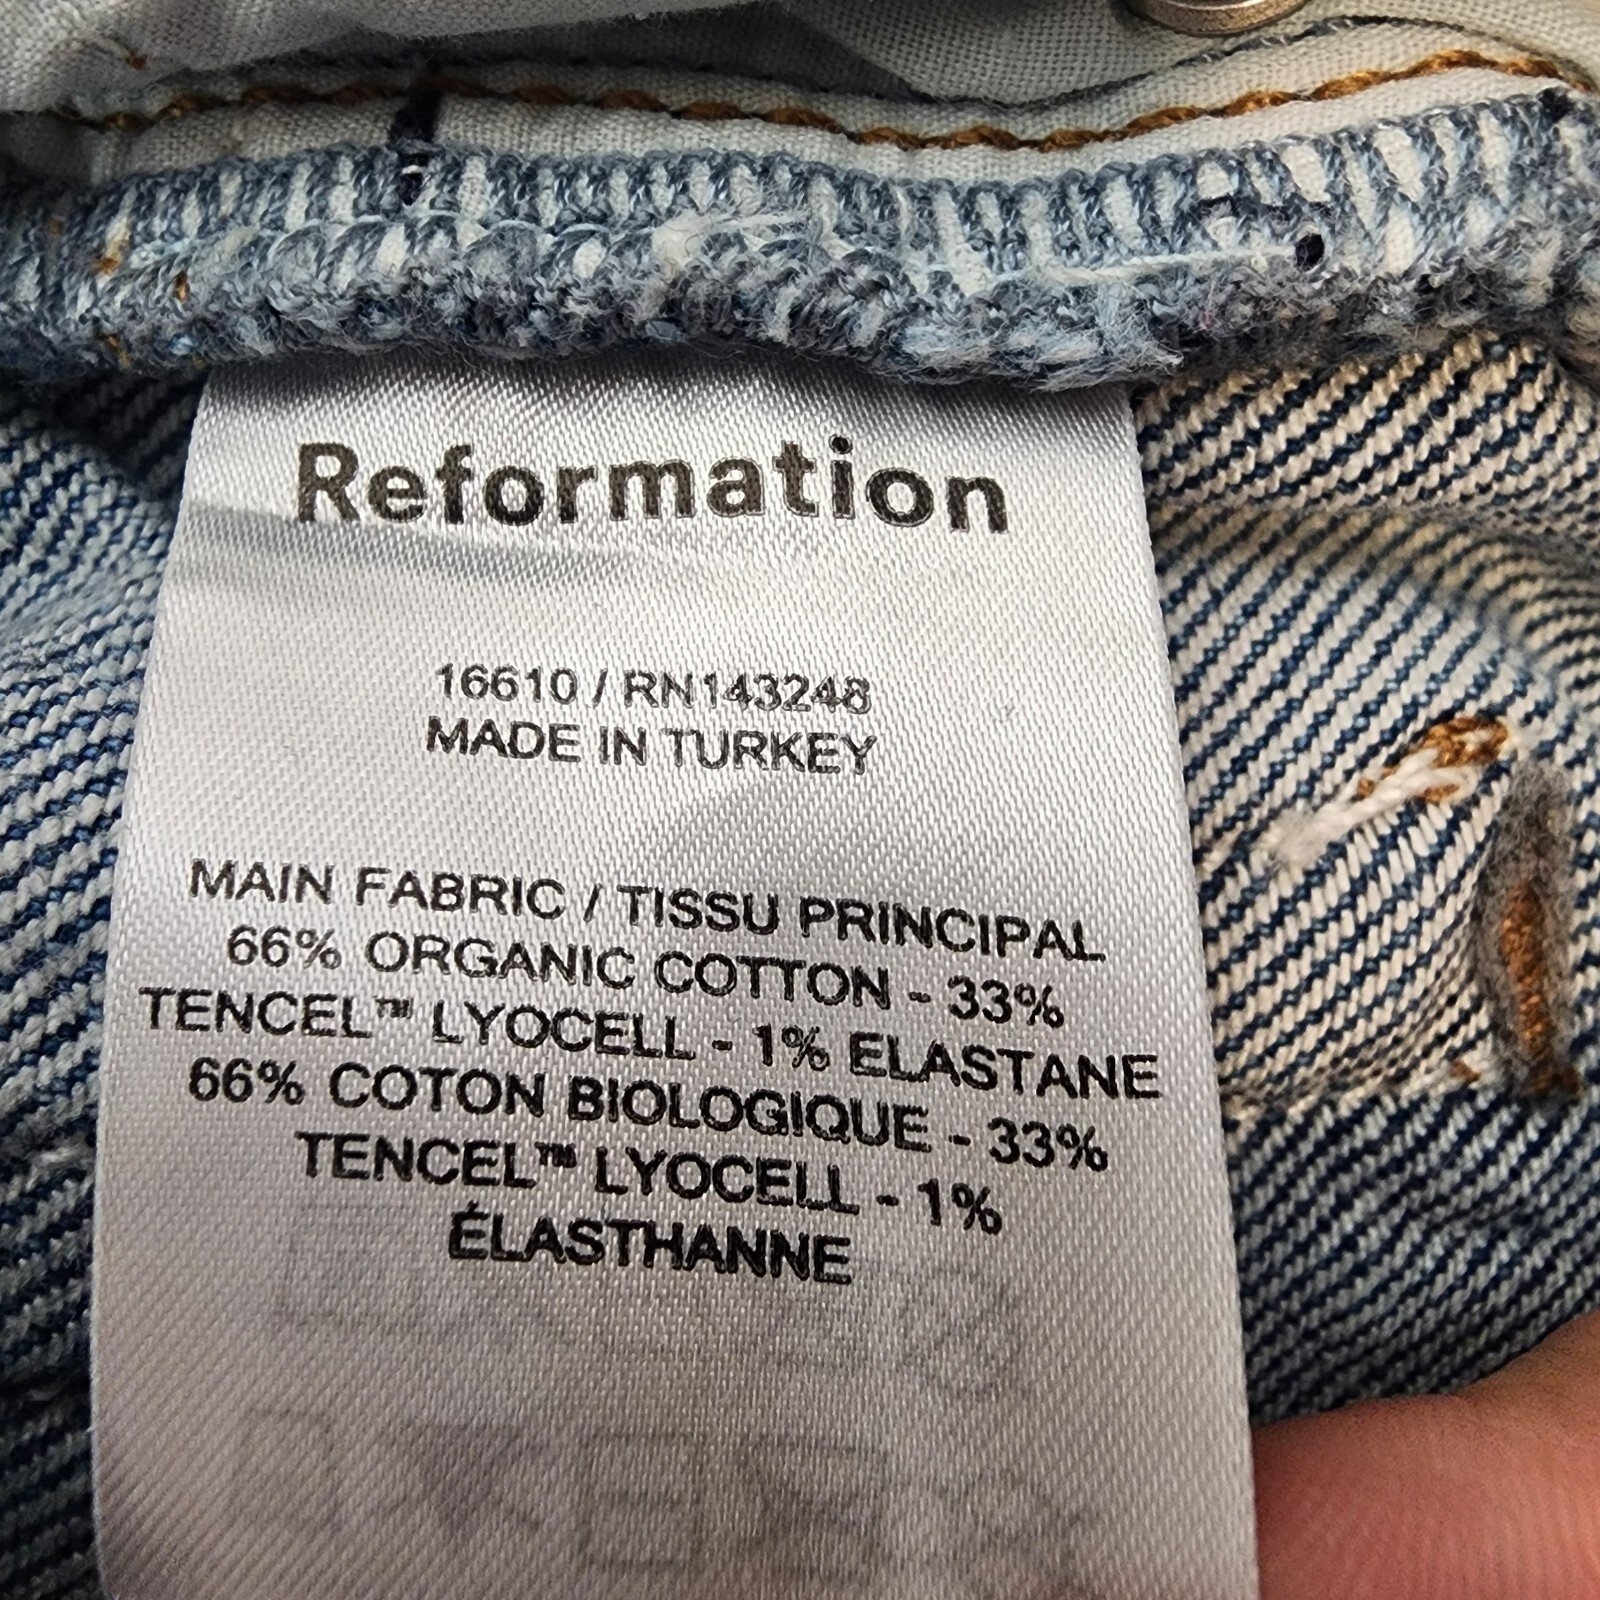 Reformation
16610 / RN143248
MADE IN TURKEY
MAIN FABRIC / TISSU PRINCIPAL
66% ORGANIC COTTON - 33%
TENCEL™ LYOCELL - 1% ELASTANE
66% COTON BIOLOGIQUE - 33%
TENCEL™ LYOCELL - 1%
ÉLASTHANNE